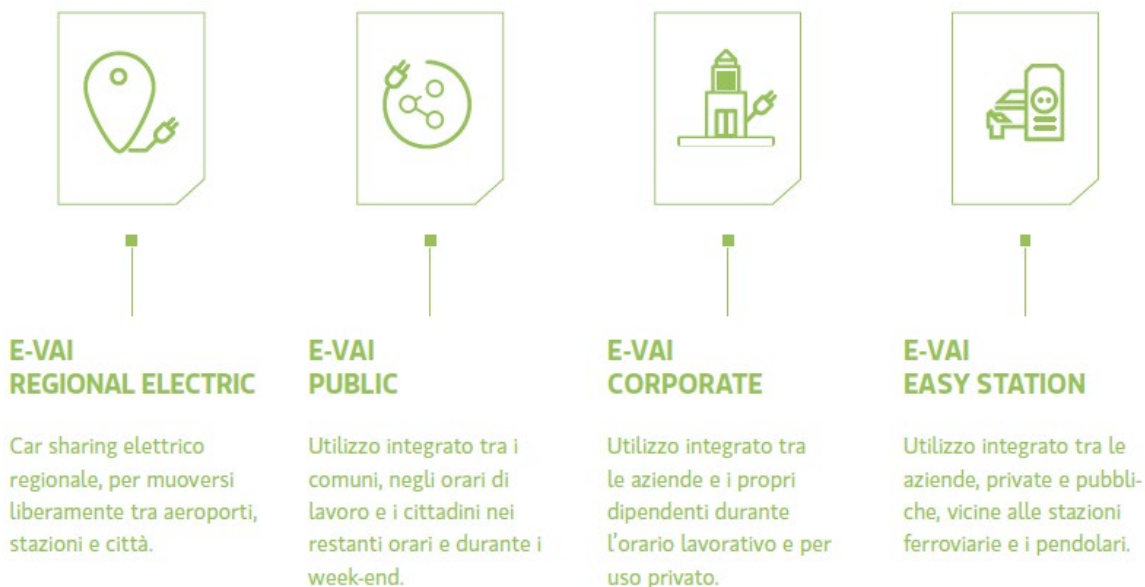 E-VAI
REGIONAL ELECTRIC
Car sharing elettrico
regionale, per muoversi
liberamente tra aeroporti,
stazioni e città.
E-VAI
PUBLIC
Utilizzo integrato tra i
comuni, negli orari di
lavoro e i cittadini nei
restanti orari e durante i
week-end.
E-VAI
CORPORATE
Utilizzo integrato tra
le aziende e i propri
dipendenti durante
l'orario lavorativo e per
uso privato.
E-VAI
EASY STATION
Utilizzo integrato tra le
aziende, private e pubbli-
che, vicine alle stazioni
ferroviarie e i pendolari.